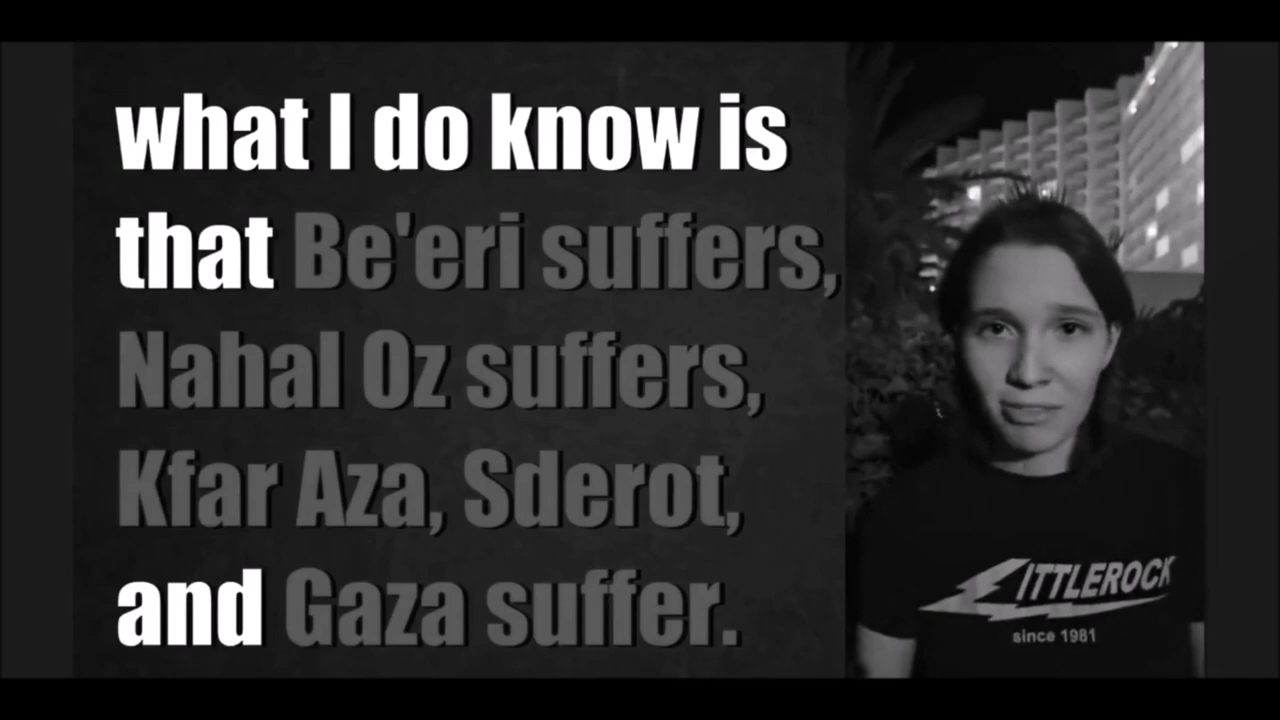 what I do know is
that Be'eri suffers,
Nahal Oz suffers,
Kfar Aza, Sderot,
and Gaza suffer.
LITTLEROCK
since 1981